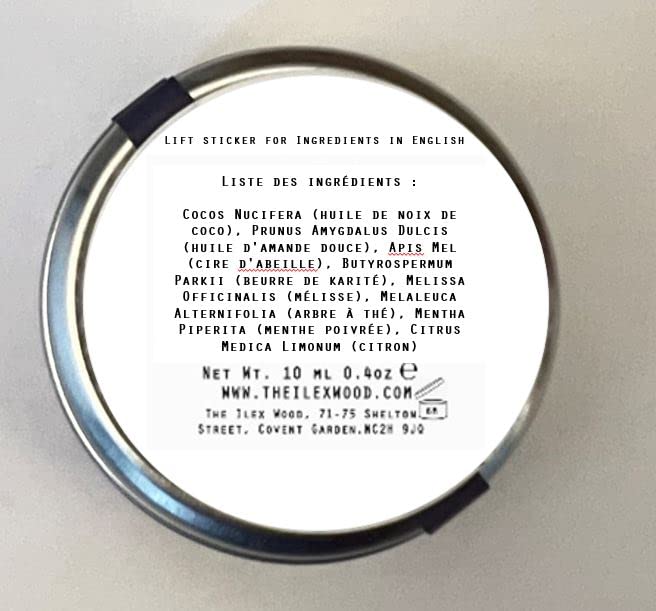 Lift sticker for Ingredients in English
Liste des ingrédients :
Cocos Nucifera (huile de noix de
coco), Prunus Amygdalus Dulcis
(huile d'amande douce), Apis Mel
(cire d'abeille), Butyrospermum
Parkii (beurre de karité), Melissa
Officinalis (mélisse), Melaleuca
Alternifolia (arbre à thé), Mentha
Piperita (menthe poivrée), Citrus
Medica Limonum (citron)
Net Wt. 10 ml 0.4oz ℮
www.theilexwood.com
The Ilex Wood, 71-75 Shelton
Street, Covent Garden.WC2H 9JQ